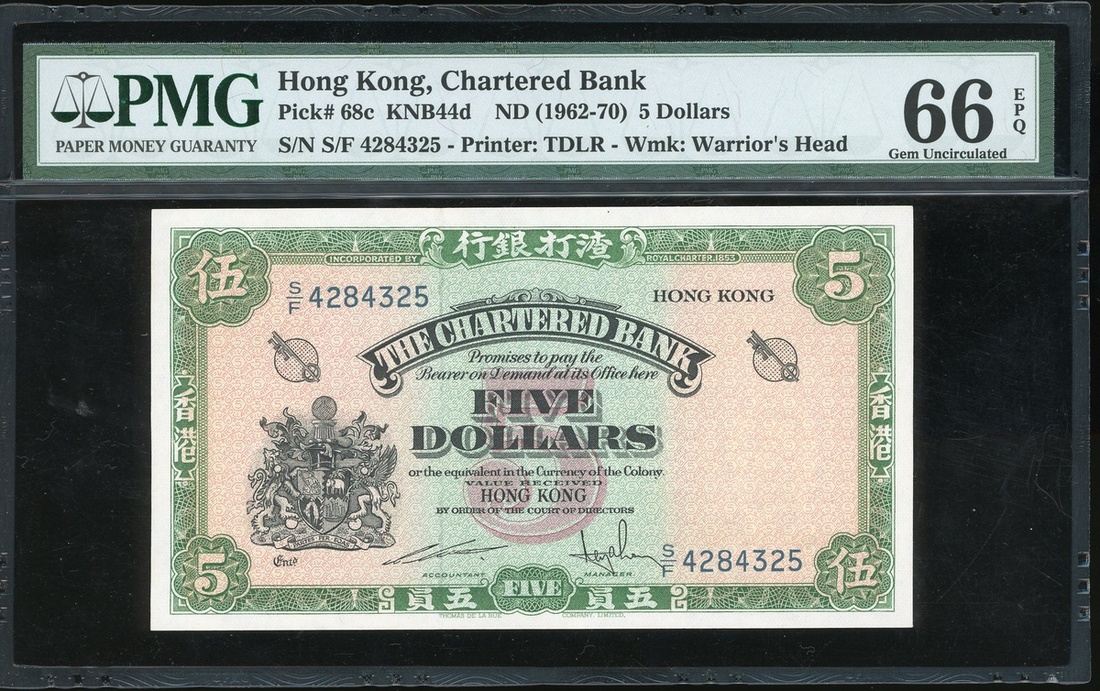 PMG
PAPER MONEY GUARANTY
Hong Kong, Chartered Bank
Pick# 68c KNB44d ND (1962-70) 5 Dollars
S/N S/F 4284325 - Printer: TDLR - Wmk: Warrior's Head
66 EPQ
Gem Uncirculated
行銀打渣
INCORPORATED BY ROYAL CHARTER, 1853
伍
5
S/F 4284325
HONG KONG
THE CHARTERED BANK
Promises to pay the
Bearer on Demand at its Office here
FIVE
DOLLARS
or the equivalent in the Currency of the Colony.
VALUE RECEIVED
HONG KONG
BY ORDER OF THE COURT OF DIRECTORS
香港
香港
ACCOUNTANT
MANAGER
S/F 4284325
5
伍
員五
FIVE
員五
THOMAS DE LA RUE COMPANY, LIMITED.